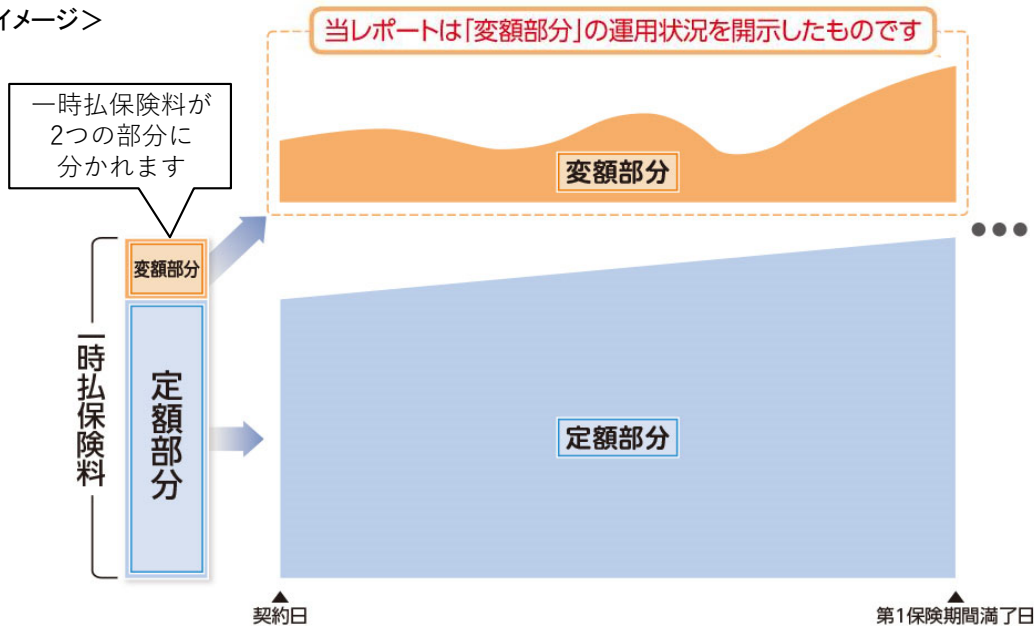 イメージ＞
当レポートは「変額部分」の運用状況を開示したものです
一時払保険料が
2つの部分に
分かれます
変額部分
変額部分
一時払保険料
定額部分
定額部分
●●●
契約日
第1保険期間満了日